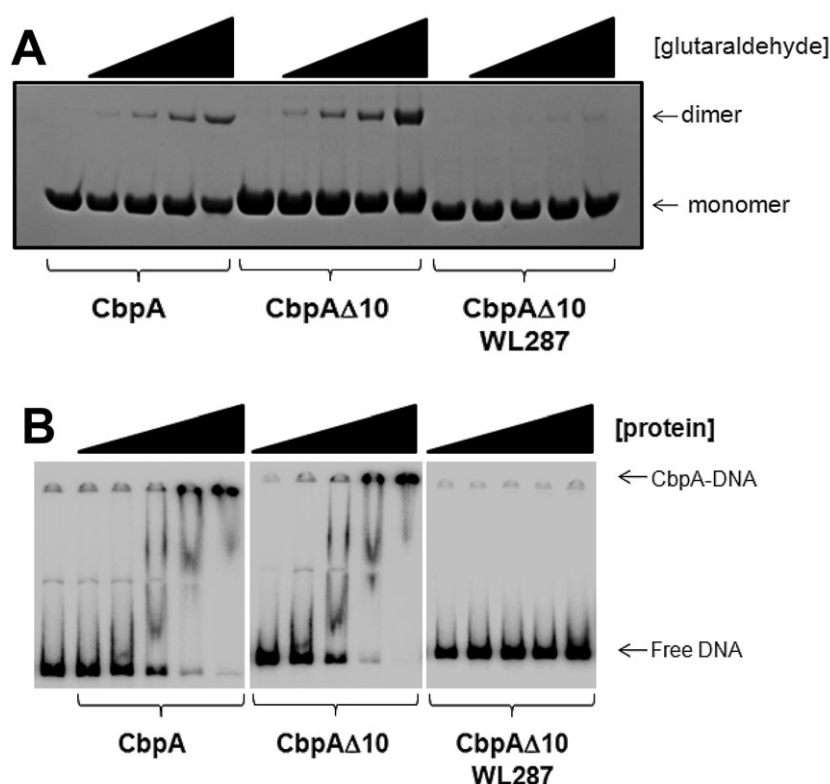 A
[glutaraldehyde]
←dimer
← monomer
CbpA
CbpAΔ10
CbpAΔ10
WL287
B
[protein]
←CbpA-DNA
←Free DNA
CbpA
CbpAΔ10
CbpAΔ10
WL287